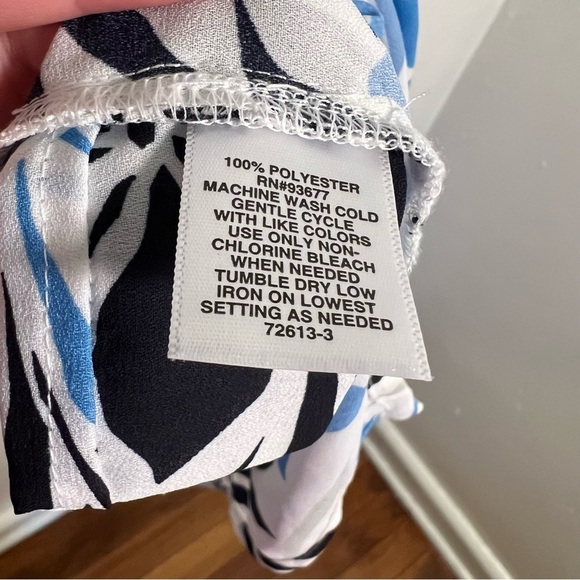 100% POLYESTER
RN#93677
MACHINE WASH COLD
GENTLE CYCLE
WITH LIKE COLORS
USE ONLY NON-
CHLORINE BLEACH
WHEN NEEDED
TUMBLE DRY LOW
IRON ON LOWEST
SETTING AS NEEDED
72613-3